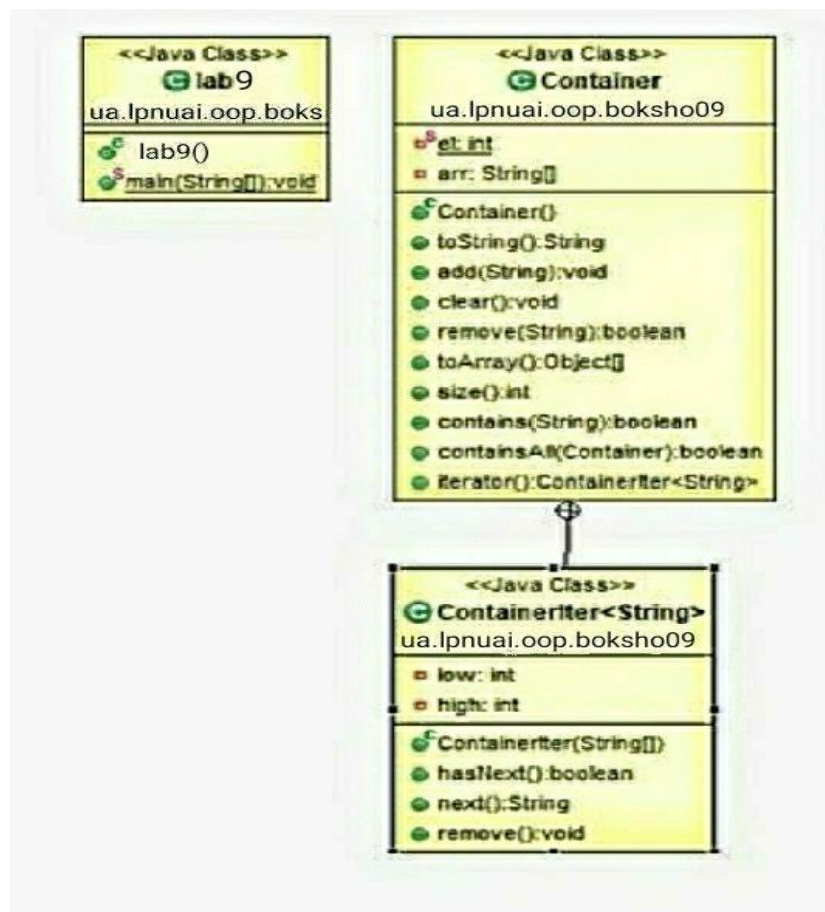 <<Java Class>>
lab9
ua.lpnuai.oop.boks
lab9()
main(String[]):void
<<Java Class>>
Container
ua.lpnuai.oop.boksho09
el: int
arr: String[]
Container()
toString():String
add(String):void
clear():void
remove(String):boolean
toArray():Object[]
size():int
contains(String):boolean
containsAll(Container):boolean
iterator():ContainerIter<String>
<<Java Class>>
ContainerIter<String>
ua.lpnuai.oop.boksho09
low: int
high: int
ContainerIter(String[])
hasNext():boolean
next():String
remove():void